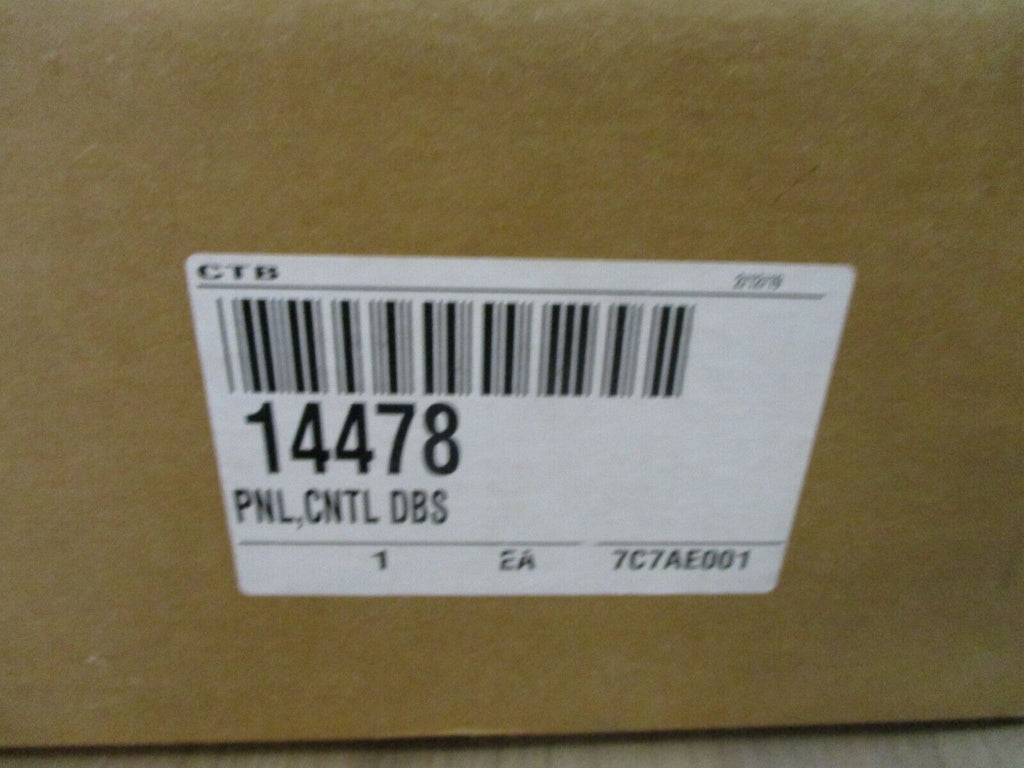 CTB
14478
PNL,CNTL DBS
1 EA 7C7AE001